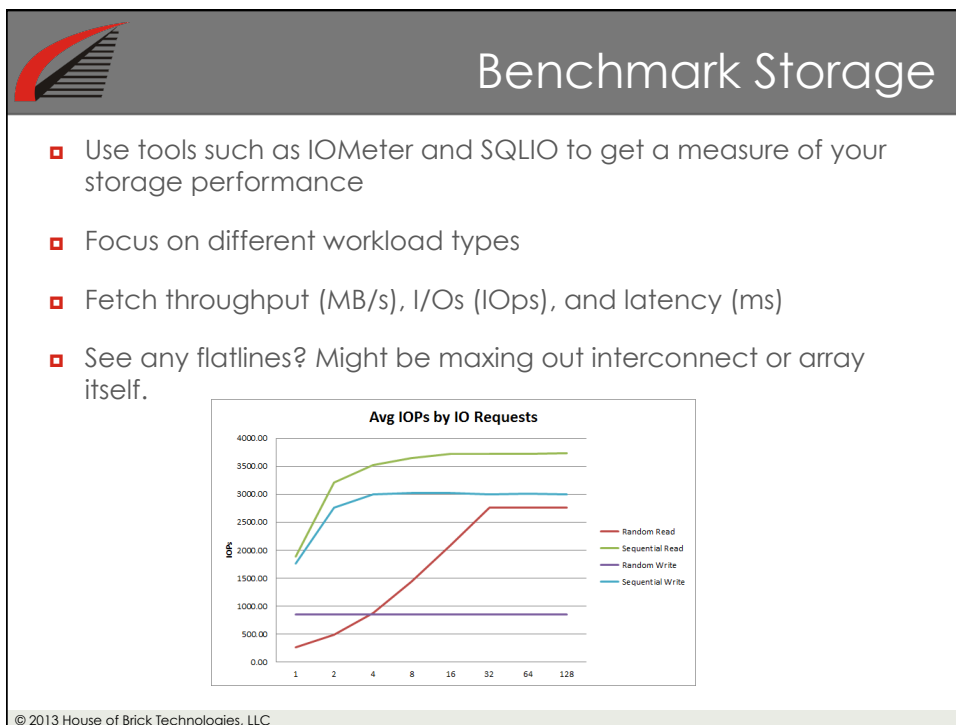 Benchmark Storage
Use tools such as IOMeter and SQLIO to get a measure of your
storage performance
Focus on different workload types
Fetch throughput (MB/s), I/Os (IOps), and latency (ms)
See any flatlines? Might be maxing out interconnect or array
itself.
Avg IOPs by IO Requests
4000.00
3500.00
3000.00
2500.00
2000.00
1500.00
1000.00
500.00
0.00
IOPs
1 2 4 8 16 32 64 128
Random Read
Sequential Read
Random Write
Sequential Write
© 2013 House of Brick Technologies, LLC